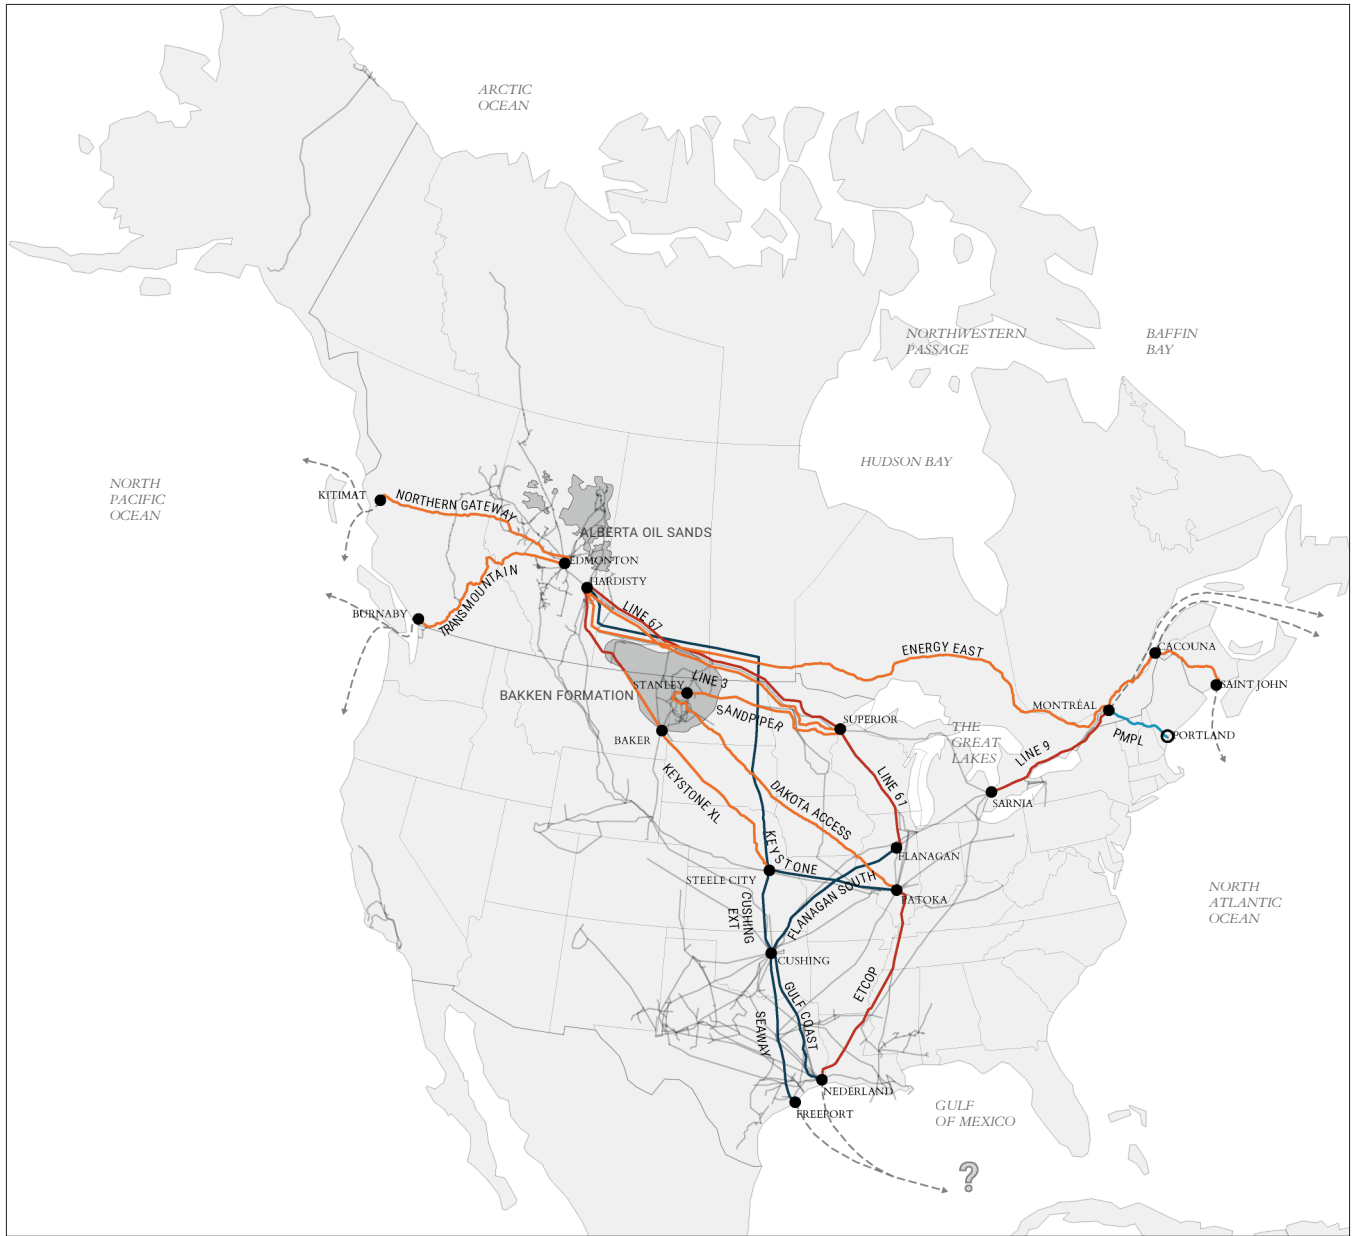 ARCTIC
OCEAN
NORTHWESTERN
PASSAGE
BAFFIN
BAY
HUDSON BAY
NORTH
PACIFIC
OCEAN
KITIMAT
NORTHERN GATEWAY
ALBERTA OIL SANDS
EDMONTON
HARDISTY
TRANSMOUNTAIN
BURNABY
LINE 67
ENERGY EAST
CACOUNA
SAINT JOHN
BAKKEN FORMATION
STANLEY
LINE 3
SANDPIPER
SUPERIOR
MONTRÉAL
PMPL
PORTLAND
THE
GREAT
LAKES
LINE 9
SARNIA
BAKER
KEYSTONE XL
DAKOTA ACCESS
LINE 61
KEYSTONE
FLANAGAN
STEELE CITY
FLANAGAN SOUTH
PATOKA
CUSHING
EXT
NORTH
ATLANTIC
OCEAN
CUSHING
ETCOP
GULF COAST
SEAWAY
NEDERLAND
FREEPORT
GULF
OF MEXICO
?